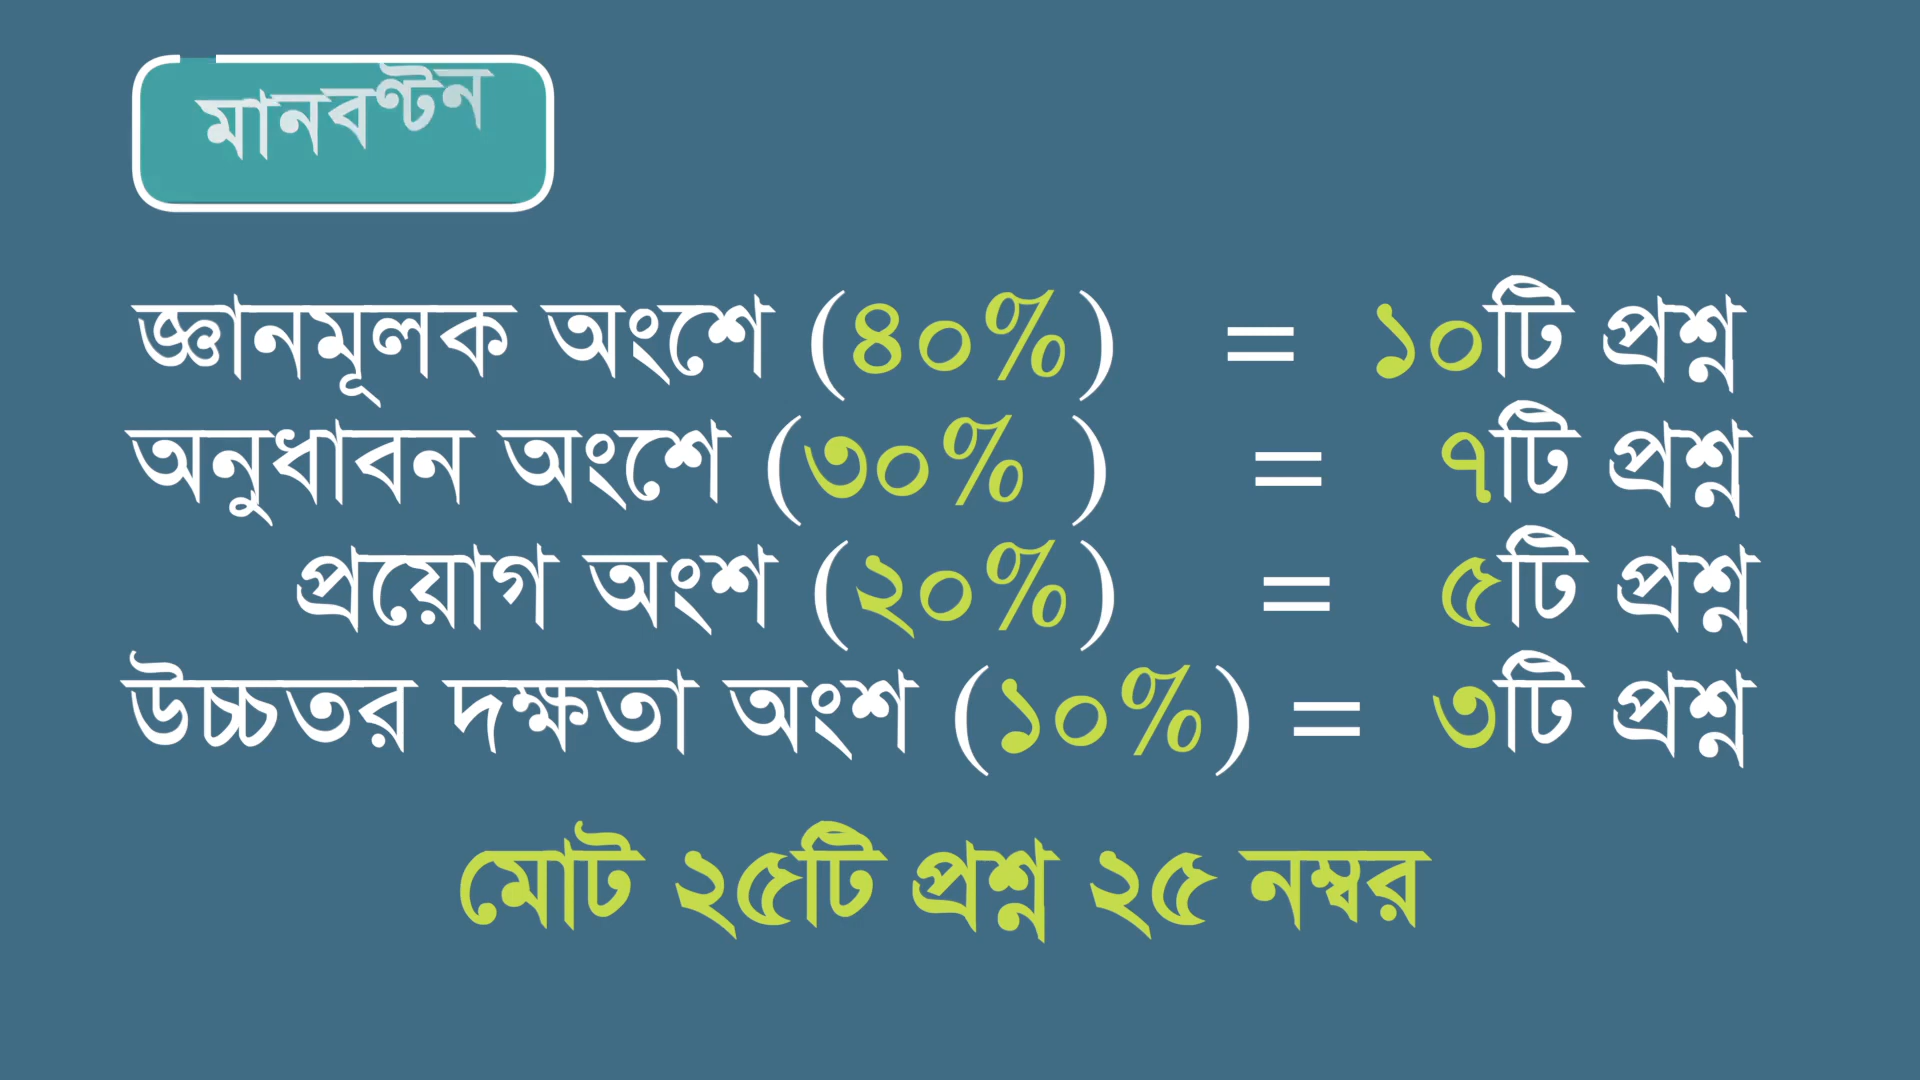 মানবণ্টন
জ্ঞানমূলক অংশে (৪০%) = ১০টি প্রশ্ন
অনুধাবন অংশে (৩০% ) = ৭টি প্রশ্ন
প্রয়োগ অংশ (২০%) = ৫টি প্রশ্ন
উচ্চতর দক্ষতা অংশ (১০%) = ৩টি প্রশ্ন
মোট ২৫টি প্রশ্ন ২৫ নম্বর